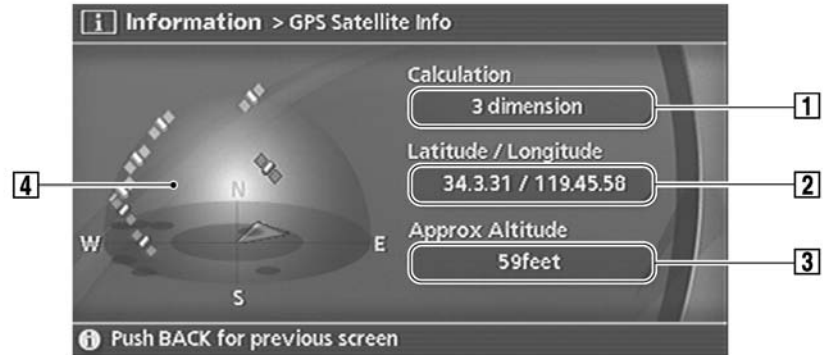 i Information > GPS Satellite Info
Calculation
3 dimension
1
Latitude / Longitude
34.3.31 / 119.45.58
2
4
N
W
E
S
Approx Altitude
59feet
3
i Push BACK for previous screen